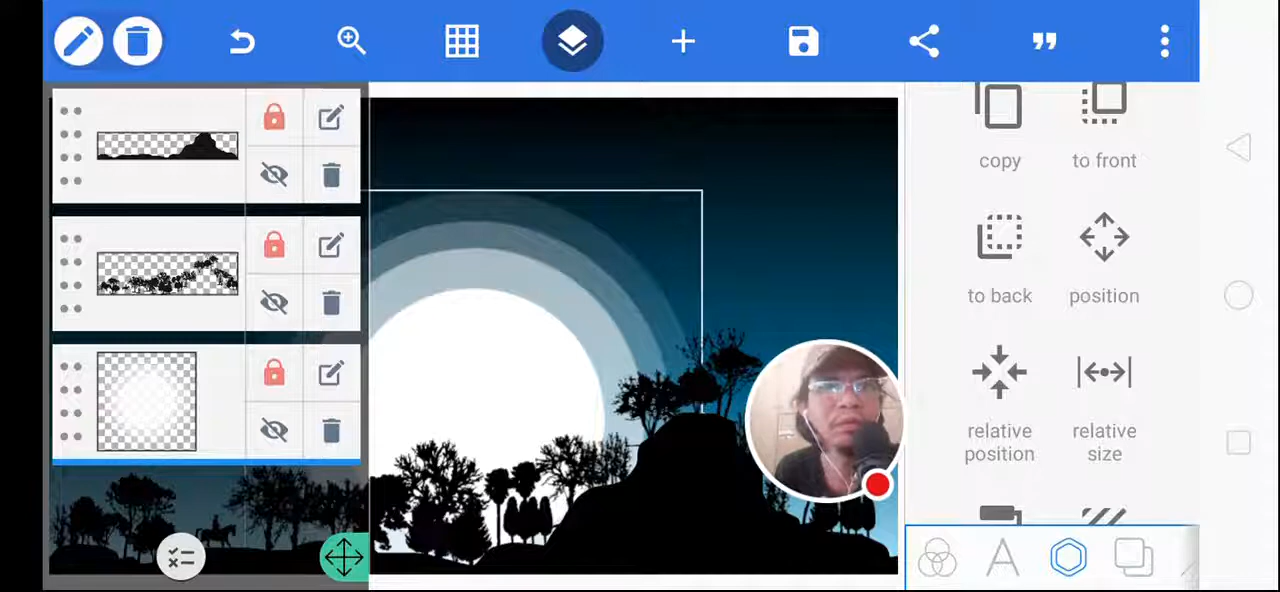 copy
to front
to back
position
relative
position
relative
size